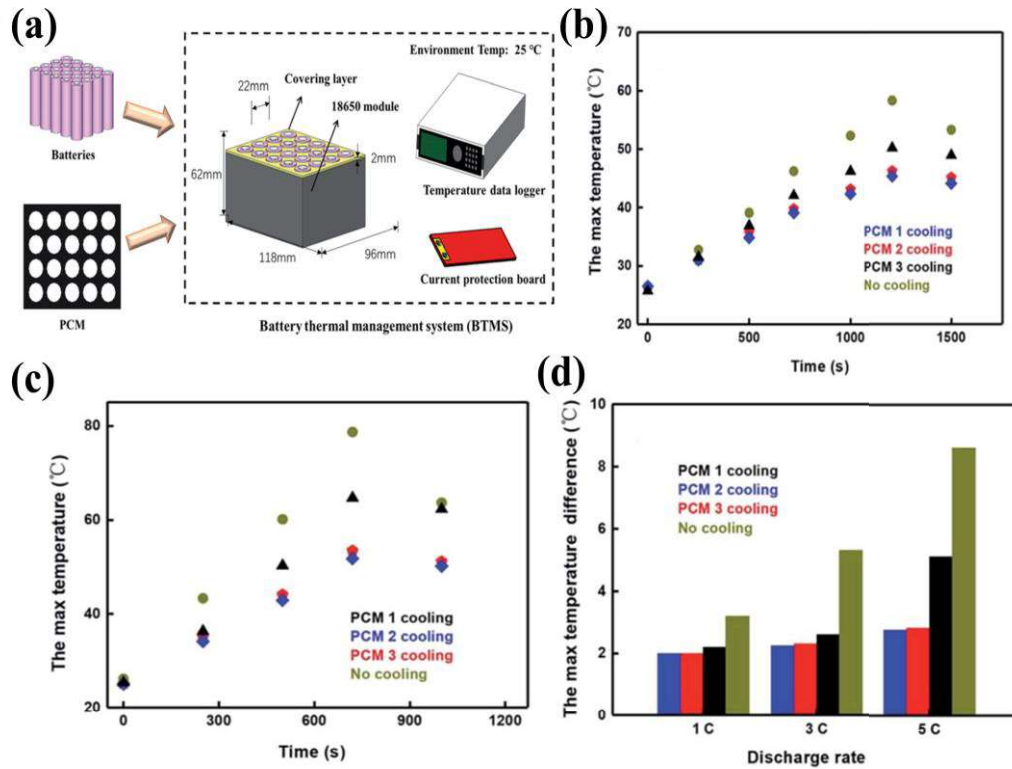 (a)
Batteries
PCM
Environment Temp: 25 ℃
Covering layer
22mm
18650 module
2mm
62mm
118mm
96mm
Temperature data logger
Current protection board
Battery thermal management system (BTMS)
(b)
The max temperature (℃)
70
60
50
40
30
20
PCM 1 cooling
PCM 2 cooling
PCM 3 cooling
No cooling
0
500
1000
1500
Time (s)
(c)
The max temperature (℃)
80
60
40
20
PCM 1 cooling
PCM 2 cooling
PCM 3 cooling
No cooling
0
300
600
900
1200
Time (s)
(d)
The max temperature difference (℃)
10
8
6
4
2
0
PCM 1 cooling
PCM 2 cooling
PCM 3 cooling
No cooling
1 C
3 C
5 C
Discharge rate